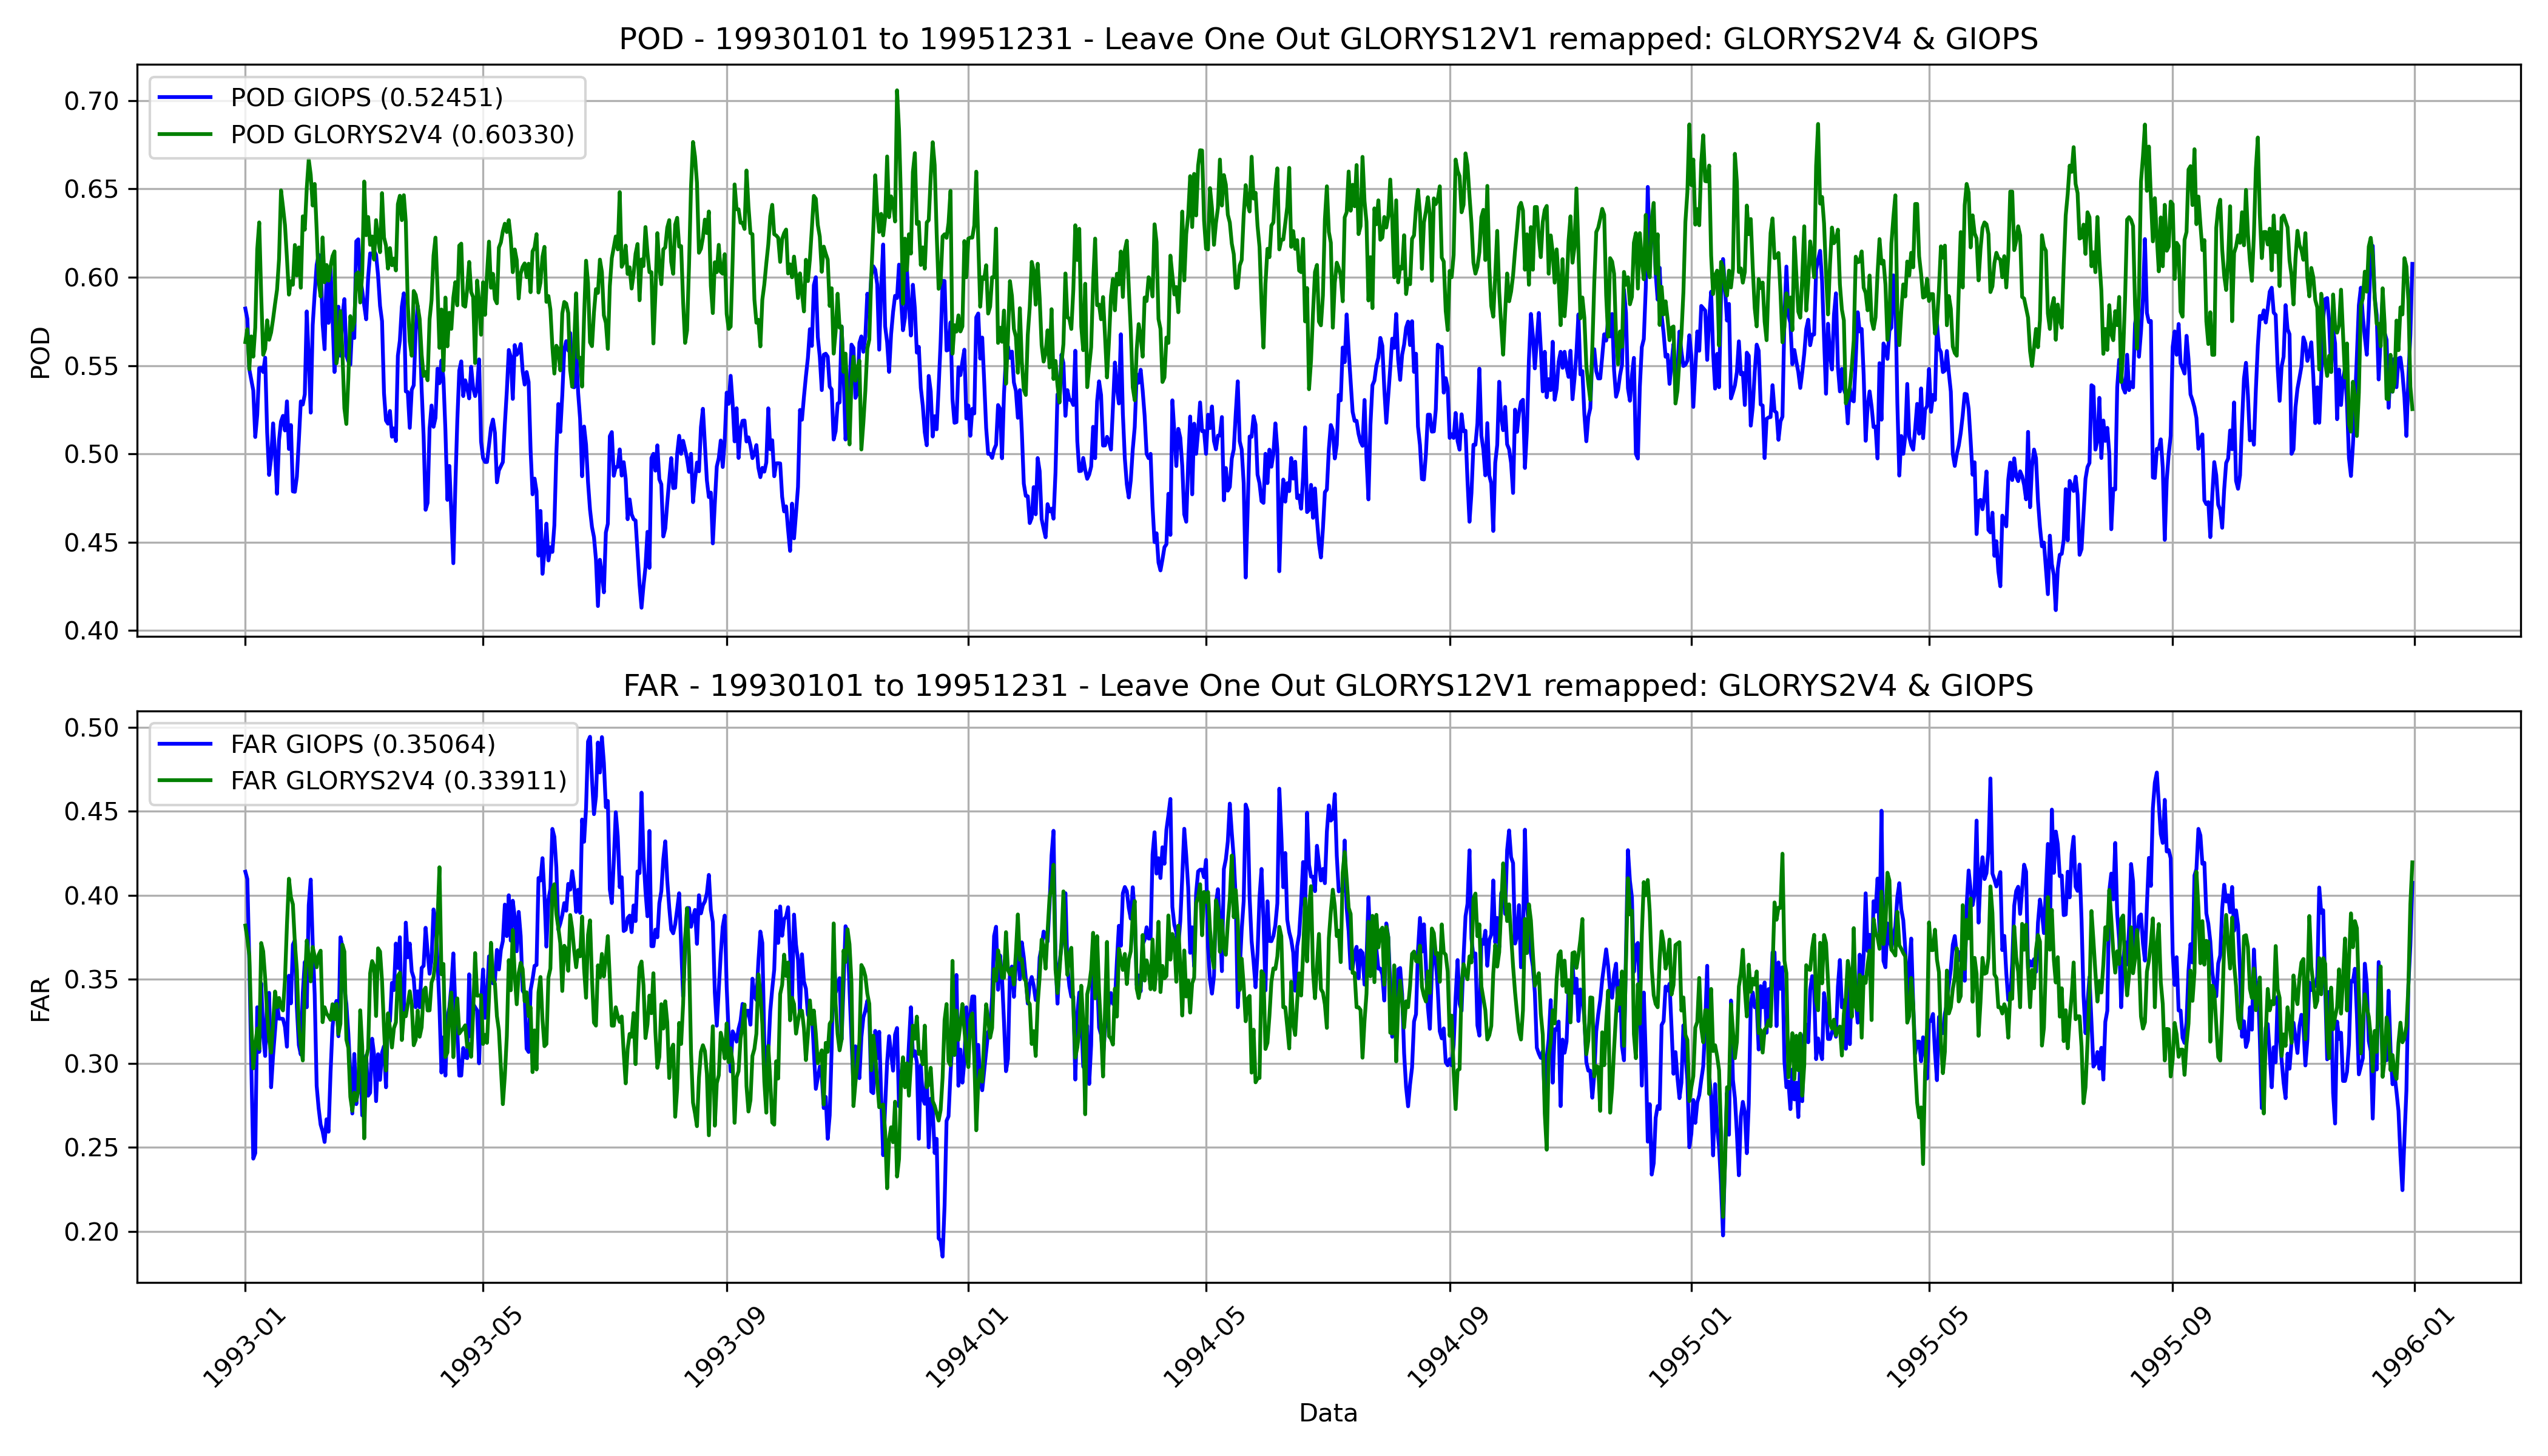 POD - 19930101 to 19951231 - Leave One Out GLORYS12V1 remapped: GLORYS2V4 & GIOPS
POD GIOPS (0.52451)
POD GLORYS2V4 (0.60330)
0.70
0.65
0.60
0.55
0.50
0.45
0.40
POD
FAR - 19930101 to 19951231 - Leave One Out GLORYS12V1 remapped: GLORYS2V4 & GIOPS
FAR GIOPS (0.35064)
FAR GLORYS2V4 (0.33911)
0.50
0.45
0.40
0.35
0.30
0.25
0.20
FAR
1993-01
1993-05
1993-09
1994-01
1994-05
1994-09
1995-01
1995-05
1995-09
1996-01
Data